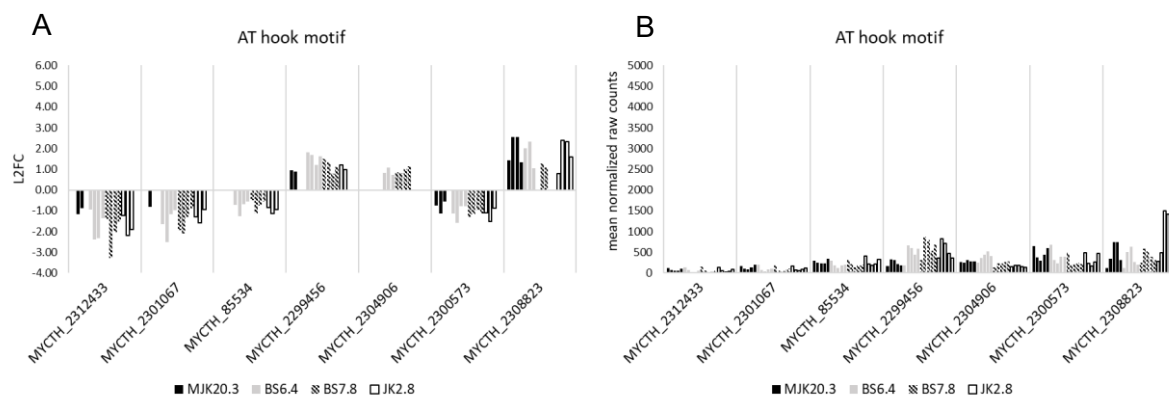 A
AT hook motif
L2FC
6.00
5.00
4.00
3.00
2.00
1.00
0.00
-1.00
-2.00
-3.00
-4.00
MYCTH_2312433
MYCTH_2301067
MYCTH_85534
MYCTH_2299456
MYCTH_2304906
MYCTH_2300573
MYCTH_2308823
MJK20.3 BS6.4 BS7.8 JK2.8
B
AT hook motif
mean normalized raw counts
5000
4500
4000
3500
3000
2500
2000
1500
1000
500
0
MYCTH_2312433
MYCTH_2301067
MYCTH_85534
MYCTH_2299456
MYCTH_2304906
MYCTH_2300573
MYCTH_2308823
MJK20.3 BS6.4 BS7.8 JK2.8